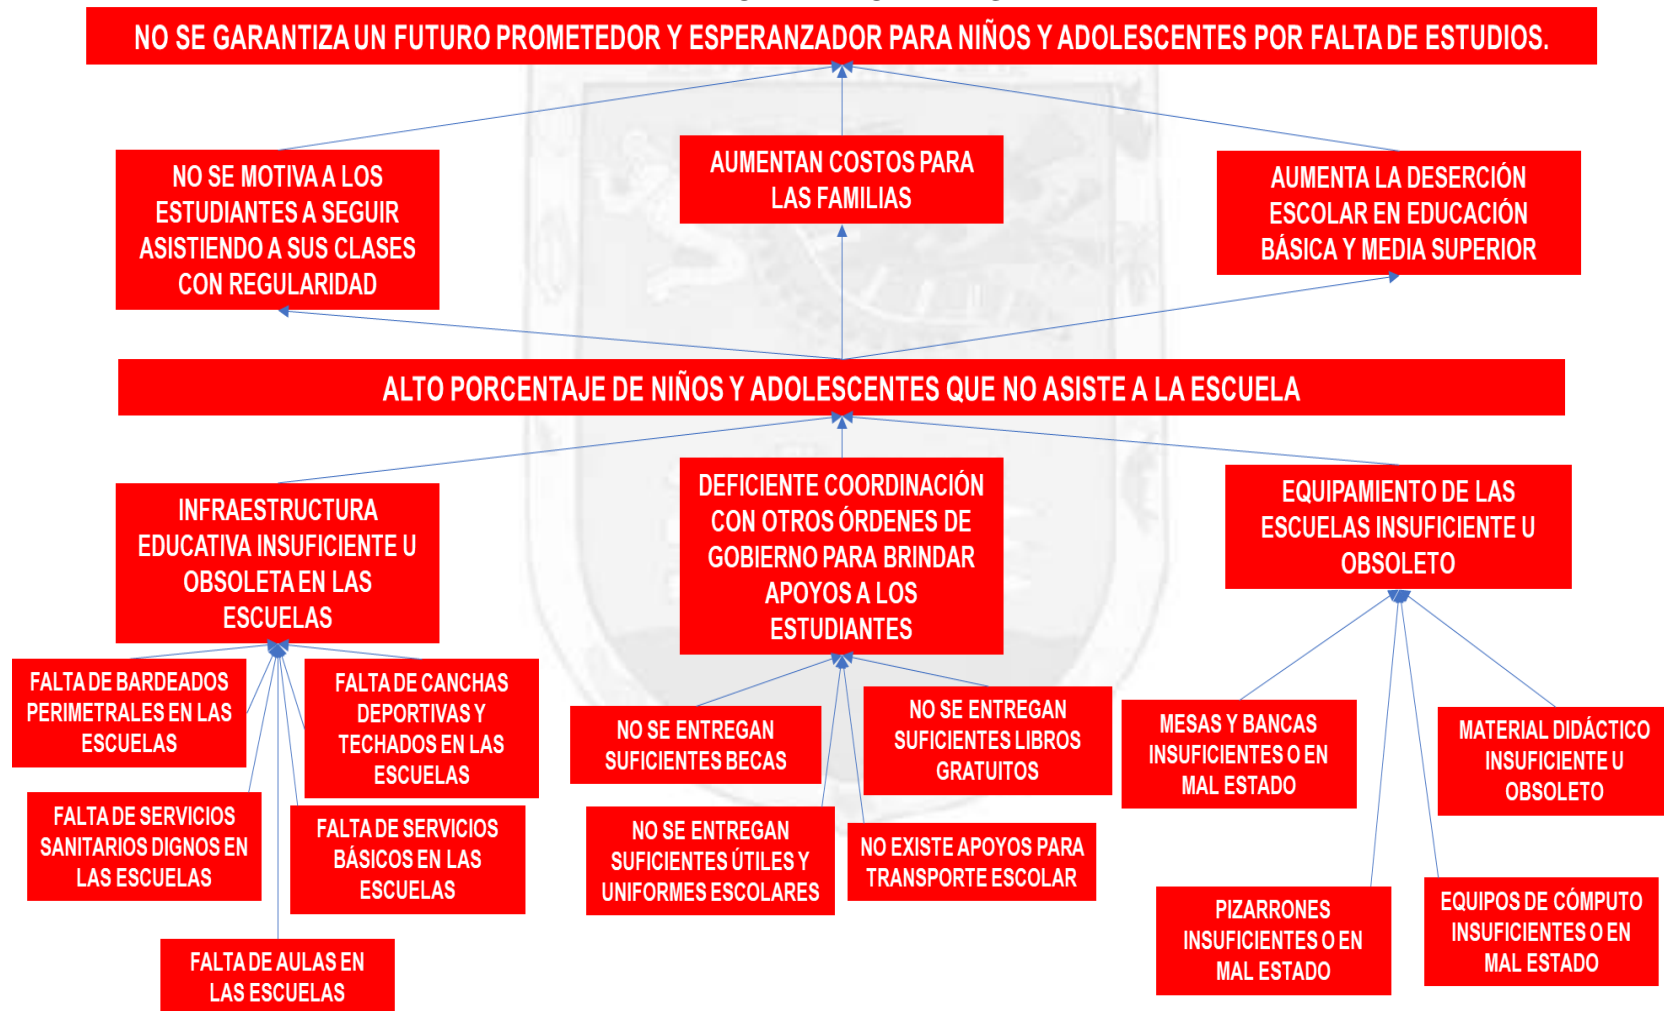 NO SE GARANTIZA UN FUTURO PROMETEDOR Y ESPERANZADOR PARA NIÑOS Y ADOLESCENTES POR FALTA DE ESTUDIOS.
NO SE MOTIVA A LOS
ESTUDIANTES A SEGUIR
ASISTIENDO A SUS CLASES
CON REGULARIDAD
AUMENTAN COSTOS PARA
LAS FAMILIAS
AUMENTA LA DESERCIÓN
ESCOLAR EN EDUCACIÓN
BÁSICA Y MEDIA SUPERIOR
ALTO PORCENTAJE DE NIÑOS Y ADOLESCENTES QUE NO ASISTE A LA ESCUELA
INFRAESTRUCTURA
EDUCATIVA INSUFICIENTE U
OBSOLETA EN LAS
ESCUELAS
DEFICIENTE COORDINACIÓN
CON OTROS ÓRDENES DE
GOBIERNO PARA BRINDAR
APOYOS A LOS
ESTUDIANTES
EQUIPAMIENTO DE LAS
ESCUELAS INSUFICIENTE U
OBSOLETO
FALTA DE BARDEADOS
PERIMETRALES EN LAS
ESCUELAS
FALTA DE CANCHAS
DEPORTIVAS Y
TECHADOS EN LAS
ESCUELAS
FALTA DE SERVICIOS
SANITARIOS DIGNOS EN
LAS ESCUELAS
FALTA DE SERVICIOS
BÁSICOS EN LAS
ESCUELAS
FALTA DE AULAS EN
LAS ESCUELAS
NO SE ENTREGAN
SUFICIENTES BECAS
NO SE ENTREGAN
SUFICIENTES LIBROS
GRATUITOS
NO SE ENTREGAN
SUFICIENTES ÚTILES Y
UNIFORMES ESCOLARES
NO EXISTE APOYOS PARA
TRANSPORTE ESCOLAR
MESAS Y BANCAS
INSUFICIENTES O EN
MAL ESTADO
MATERIAL DIDÁCTICO
INSUFICIENTE U
OBSOLETO
PIZARRONES
INSUFICIENTES O EN
MAL ESTADO
EQUIPOS DE CÓMPUTO
INSUFICIENTES O EN
MAL ESTADO